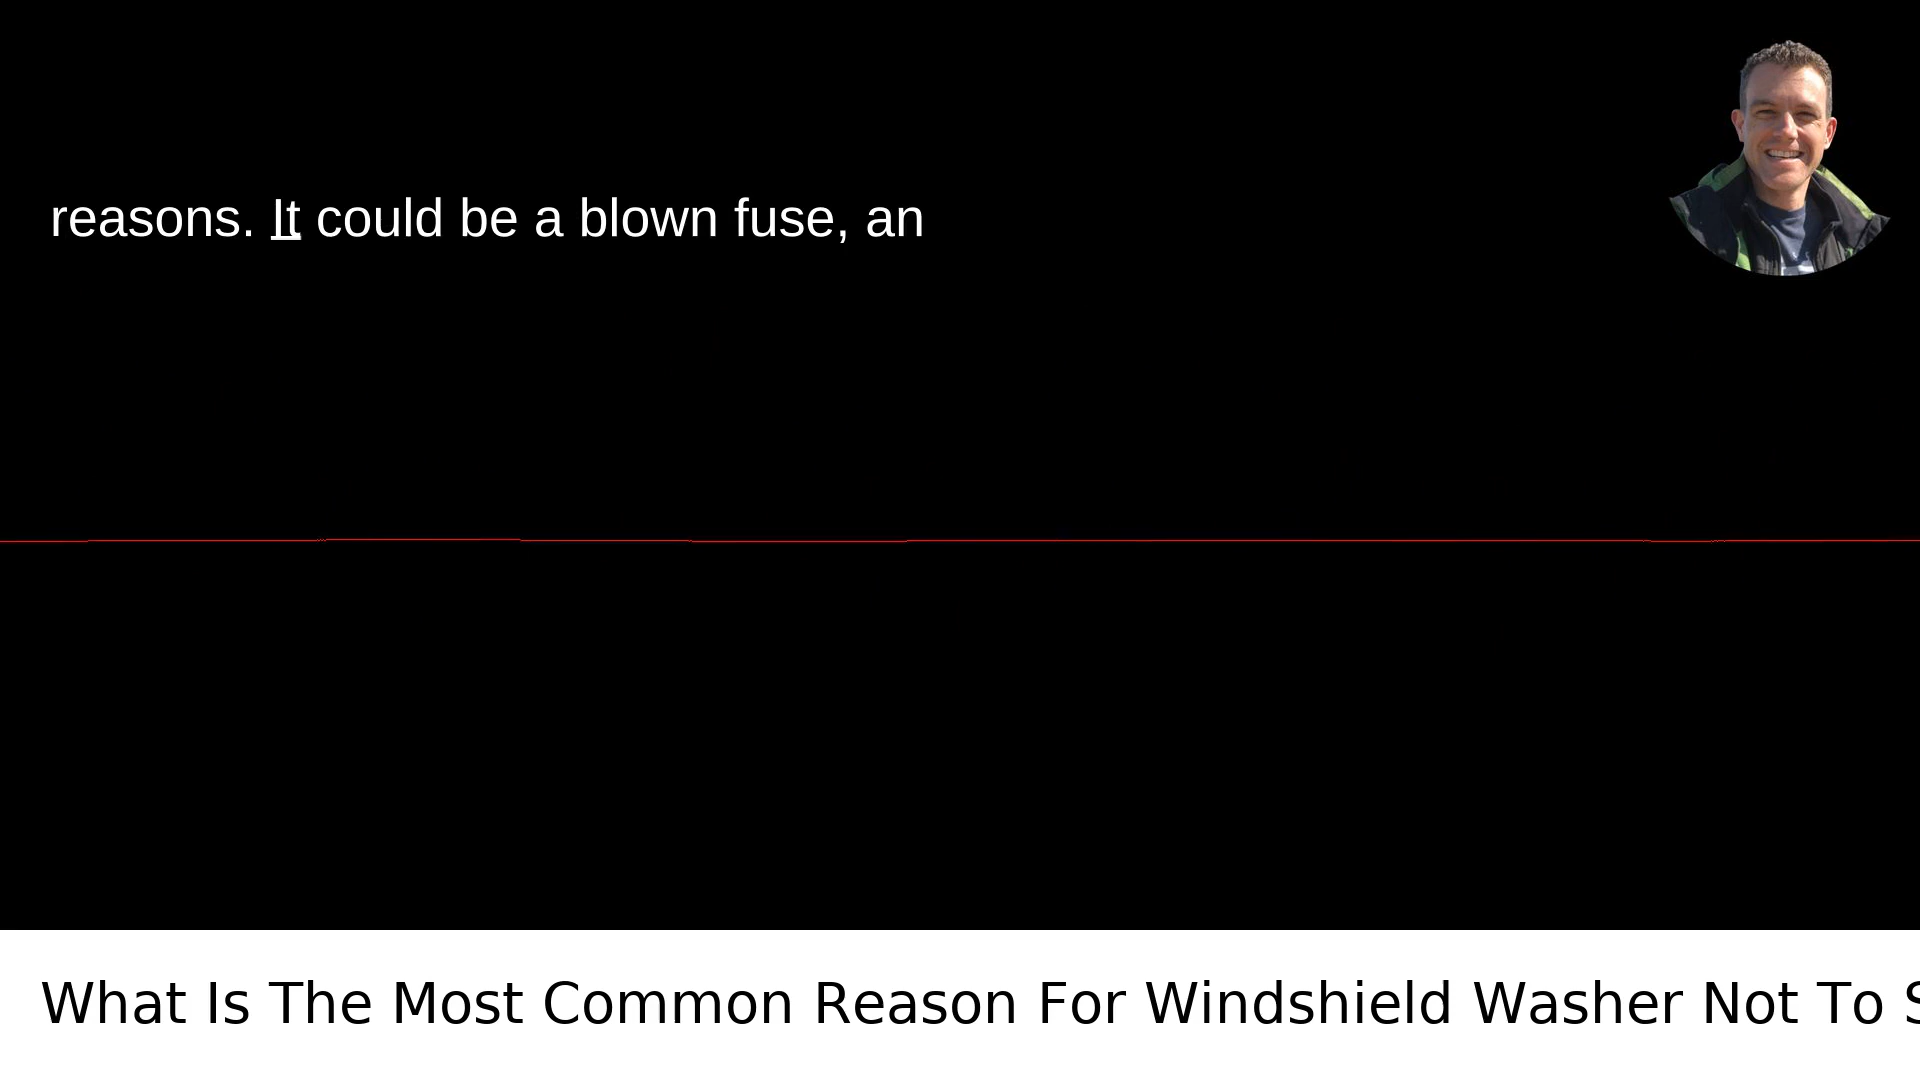 reasons. It could be a blown fuse, an
What Is The Most Common Reason For Windshield Washer Not To